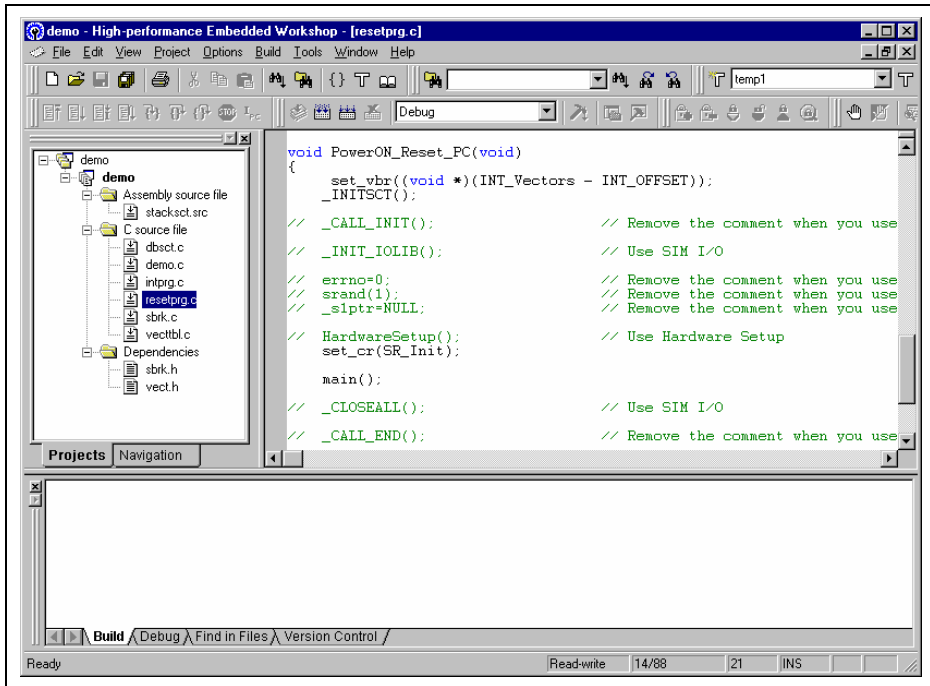 demo - High-performance Embedded Workshop - [resetprg.c]
File Edit View Project Options Build Tools Window Help
temp1
Debug
demo
demo
Assembly source file
stacksct.src
C source file
dbsct.c
demo.c
intprg.c
resetprg.c
sbrk.c
vecttbl.c
Dependencies
sbrk.h
vect.h
Projects Navigation
void PowerON_Reset_PC(void)
{
set_vbr((void *)(INT_Vectors - INT_OFFSET));
_INITSCT();
// _CALL_INIT(); // Remove the comment when you use
// _INIT_IOLIB(); // Use SIM I/O
// errno=0; // Remove the comment when you use
// srand(1); // Remove the comment when you use
// _s1ptr=NULL; // Remove the comment when you use
// HardwareSetup(); // Use Hardware Setup
set_cr(SR_Init);
main();
// _CLOSEALL(); // Use SIM I/O
// _CALL_END(); // Remove the comment when you use
Build Debug Find in Files Version Control
Ready Read-write 14/88 21 INS